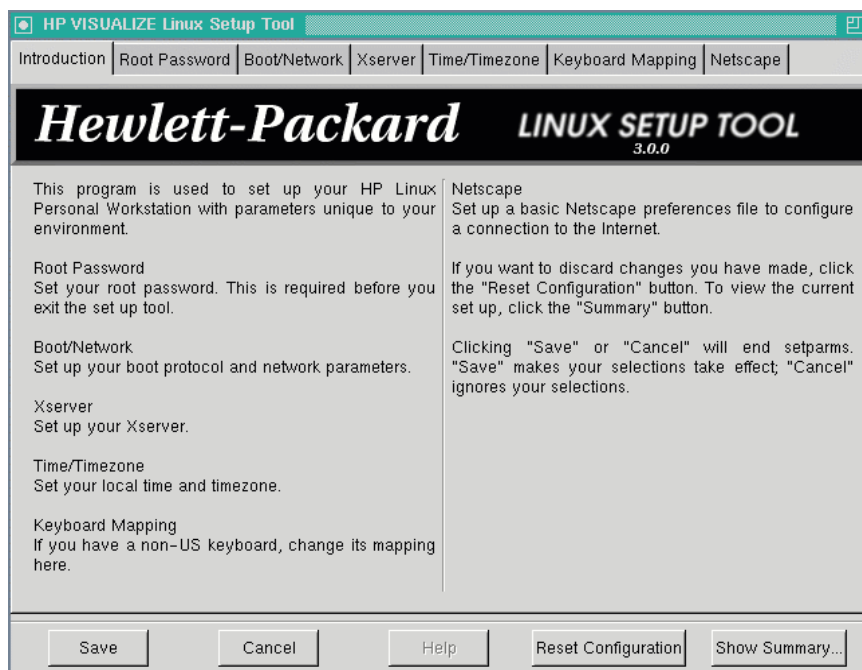 HP VISUALIZE Linux Setup Tool
Introduction Root Password Boot/Network Xserver Time/Timezone Keyboard Mapping Netscape
Hewlett-Packard LINUX SETUP TOOL
3.0.0
This program is used to set up your HP Linux
Personal Workstation with parameters unique to your
environment.
Root Password
Set your root password. This is required before you
exit the set up tool.
Boot/Network
Set up your boot protocol and network parameters.
Xserver
Set up your Xserver.
Time/Timezone
Set your local time and timezone.
Keyboard Mapping
If you have a non-US keyboard, change its mapping
here.
Netscape
Set up a basic Netscape preferences file to configure
a connection to the Internet.
If you want to discard changes you have made, click
the "Reset Configuration" button. To view the current
set up, click the "Summary" button.
Clicking "Save" or "Cancel" will end setparms.
"Save" makes your selections take effect; "Cancel"
ignores your selections.
Save Cancel Help Reset Configuration Show Summary...